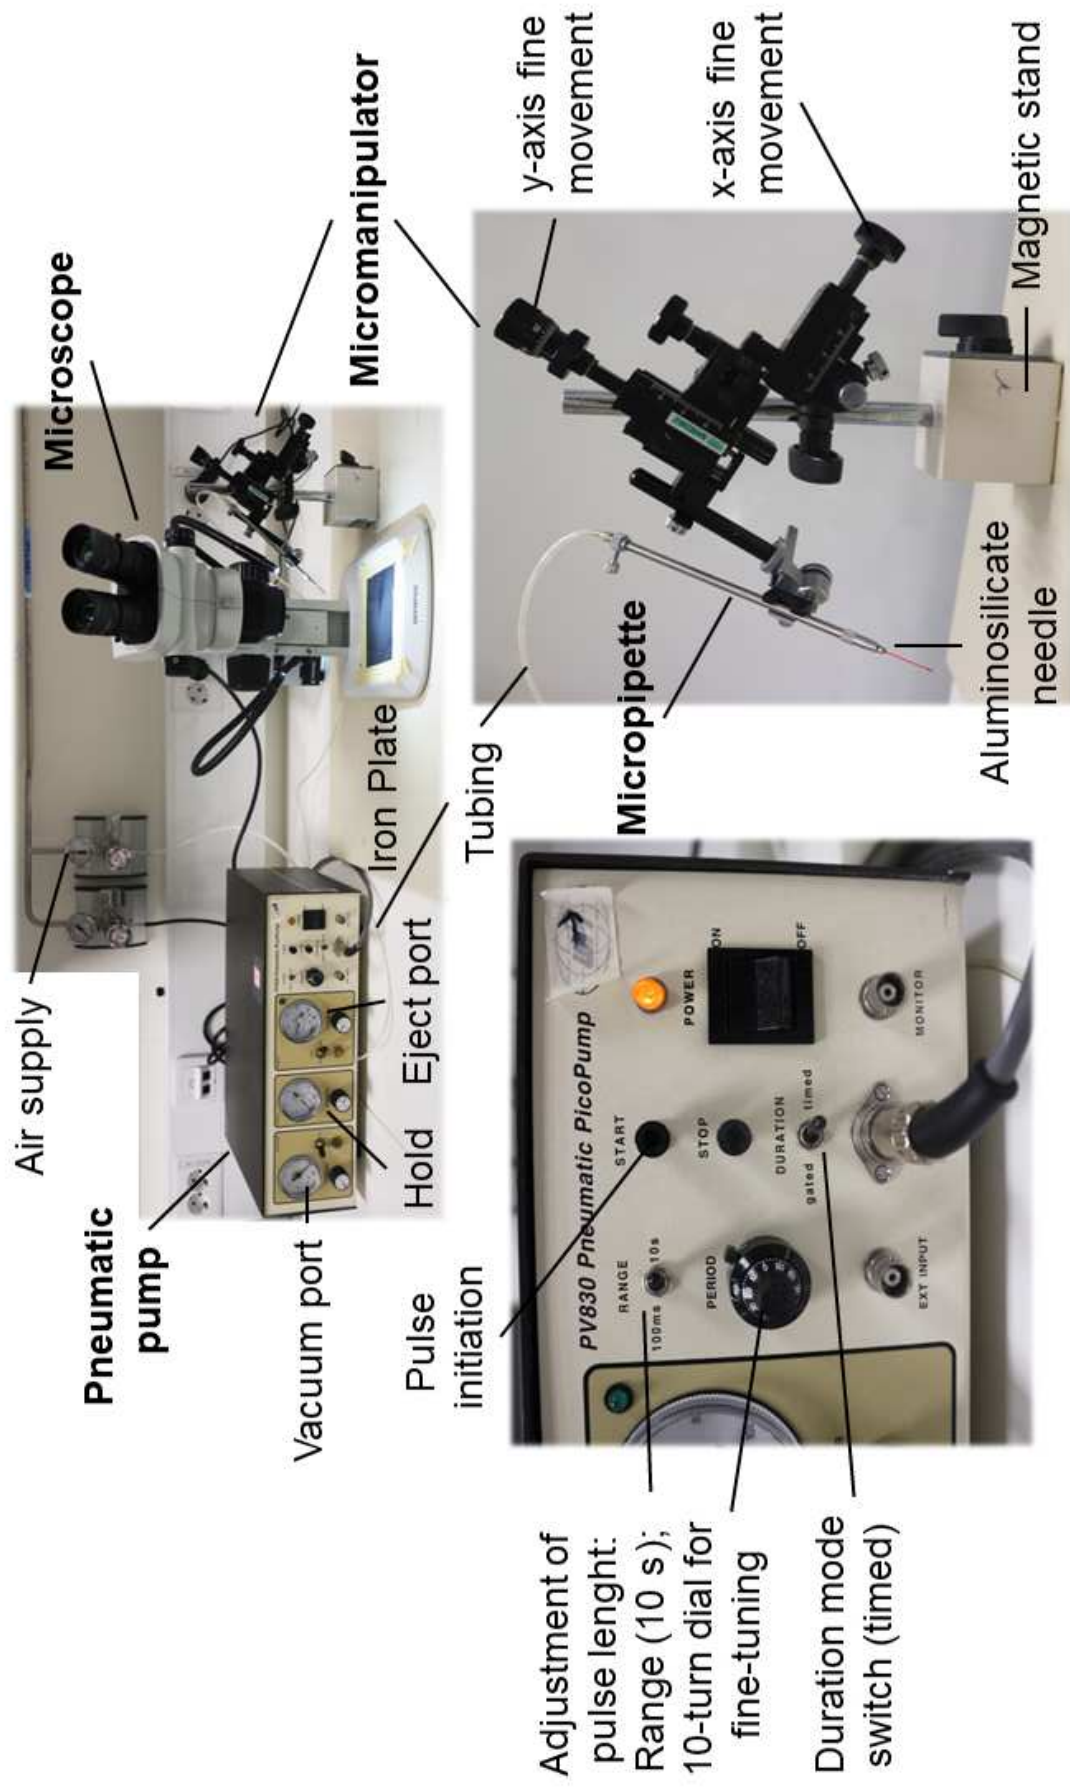 Air supply
Microscope
Pneumatic
pump
Micromanipulator
Vacuum port
Hold
Eject port
Iron Plate
Tubing
y-axis fine
movement
x-axis fine
movement
Magnetic stand
Micropipette
Aluminosilicate
needle
Pulse
initiation
Adjustment of
pulse lenght:
Range (10 s);
10-turn dial for
fine-tuning
Duration mode
switch (timed)
PV830 Pneumatic PicoPump
RANGE
100ms
10s
START
POWER
PERIOD
STOP
ON
OFF
DURATION
gated
timed
EXT INPUT
MONITOR